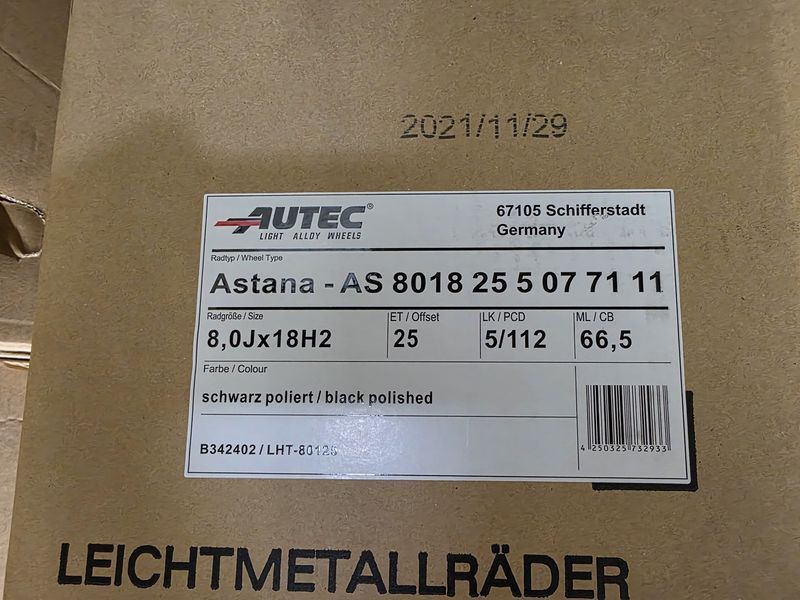 2021/11/29
AUTEC®
LIGHT ALLOY WHEELS
67105 Schifferstadt
Germany
Radtyp / Wheel Type
Astana - AS 8018 25 5 07 71 11
Radgröße / Size ET / Offset LK / PCD ML / CB
8,0Jx18H2 25 5/112 66,5
Farbe / Colour
schwarz poliert / black polished
B342402 / LHT-80125
4 250325 732933
LEICHTMETALLRÄDER